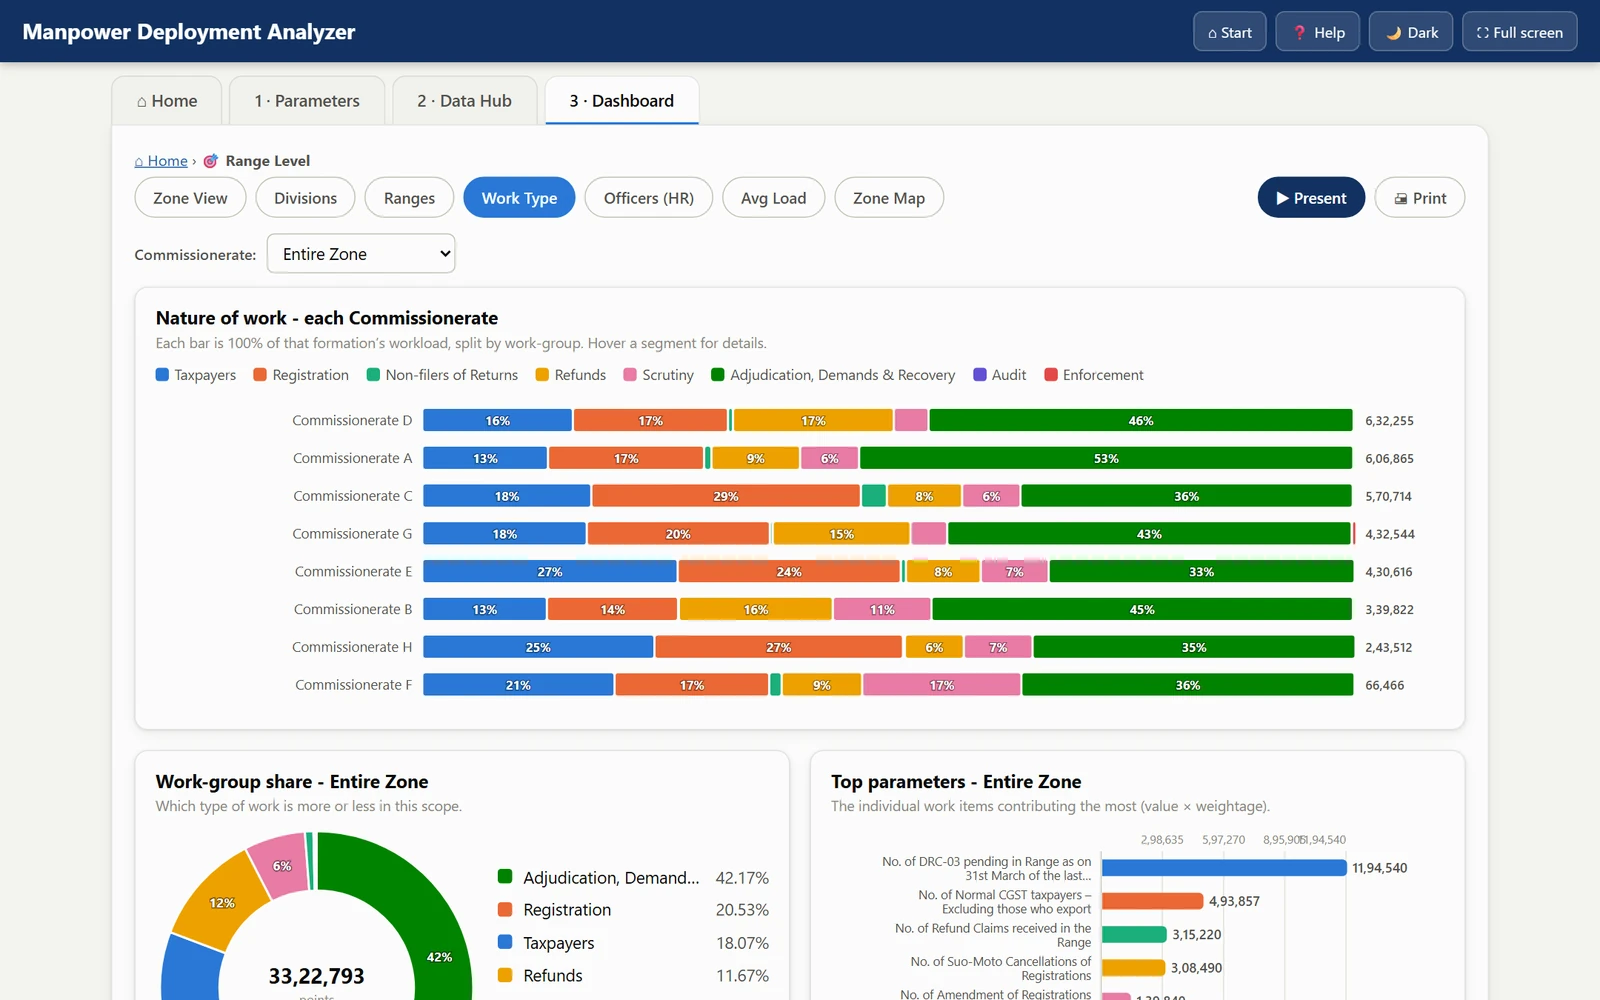 Manpower Deployment Analyzer
⌂ Start
❓ Help
🌙 Dark
⛶ Full screen
⌂ Home
1 · Parameters
2 · Data Hub
3 · Dashboard
⌂ Home › 🎯 Range Level
Zone View
Divisions
Ranges
Work Type
Officers (HR)
Avg Load
Zone Map
▶ Present
Print
Commissionerate: Entire Zone
Nature of work - each Commissionerate
Each bar is 100% of that formation's workload, split by work-group. Hover a segment for details.
Taxpayers Registration Non-filers of Returns Refunds Scrutiny Adjudication, Demands & Recovery Audit Enforcement
Commissionerate D 16% 17% 17% 46% 6,32,255
Commissionerate A 13% 17% 9% 6% 53% 6,06,865
Commissionerate C 18% 29% 8% 6% 36% 5,70,714
Commissionerate G 18% 20% 15% 43% 4,32,544
Commissionerate E 27% 24% 8% 7% 33% 4,30,616
Commissionerate B 13% 14% 16% 11% 45% 3,39,822
Commissionerate H 25% 27% 6% 7% 35% 2,43,512
Commissionerate F 21% 17% 9% 17% 36% 66,466
Work-group share - Entire Zone
Which type of work is more or less in this scope.
6%
12%
42%
33,22,793
points
Adjudication, Demand... 42.17%
Registration 20.53%
Taxpayers 18.07%
Refunds 11.67%
Top parameters - Entire Zone
The individual work items contributing the most (value × weightage).
2,98,635 5,97,270 11,94,540
No. of DRC-03 pending in Range as on
31st March of the last...
11,94,540
No. of Normal CGST taxpayers –
Excluding those who export
4,93,857
No. of Refund Claims received in the
Range
3,15,220
No. of Suo-Moto Cancellations of
Registrations
3,08,490
No. of Amendment of Registrations